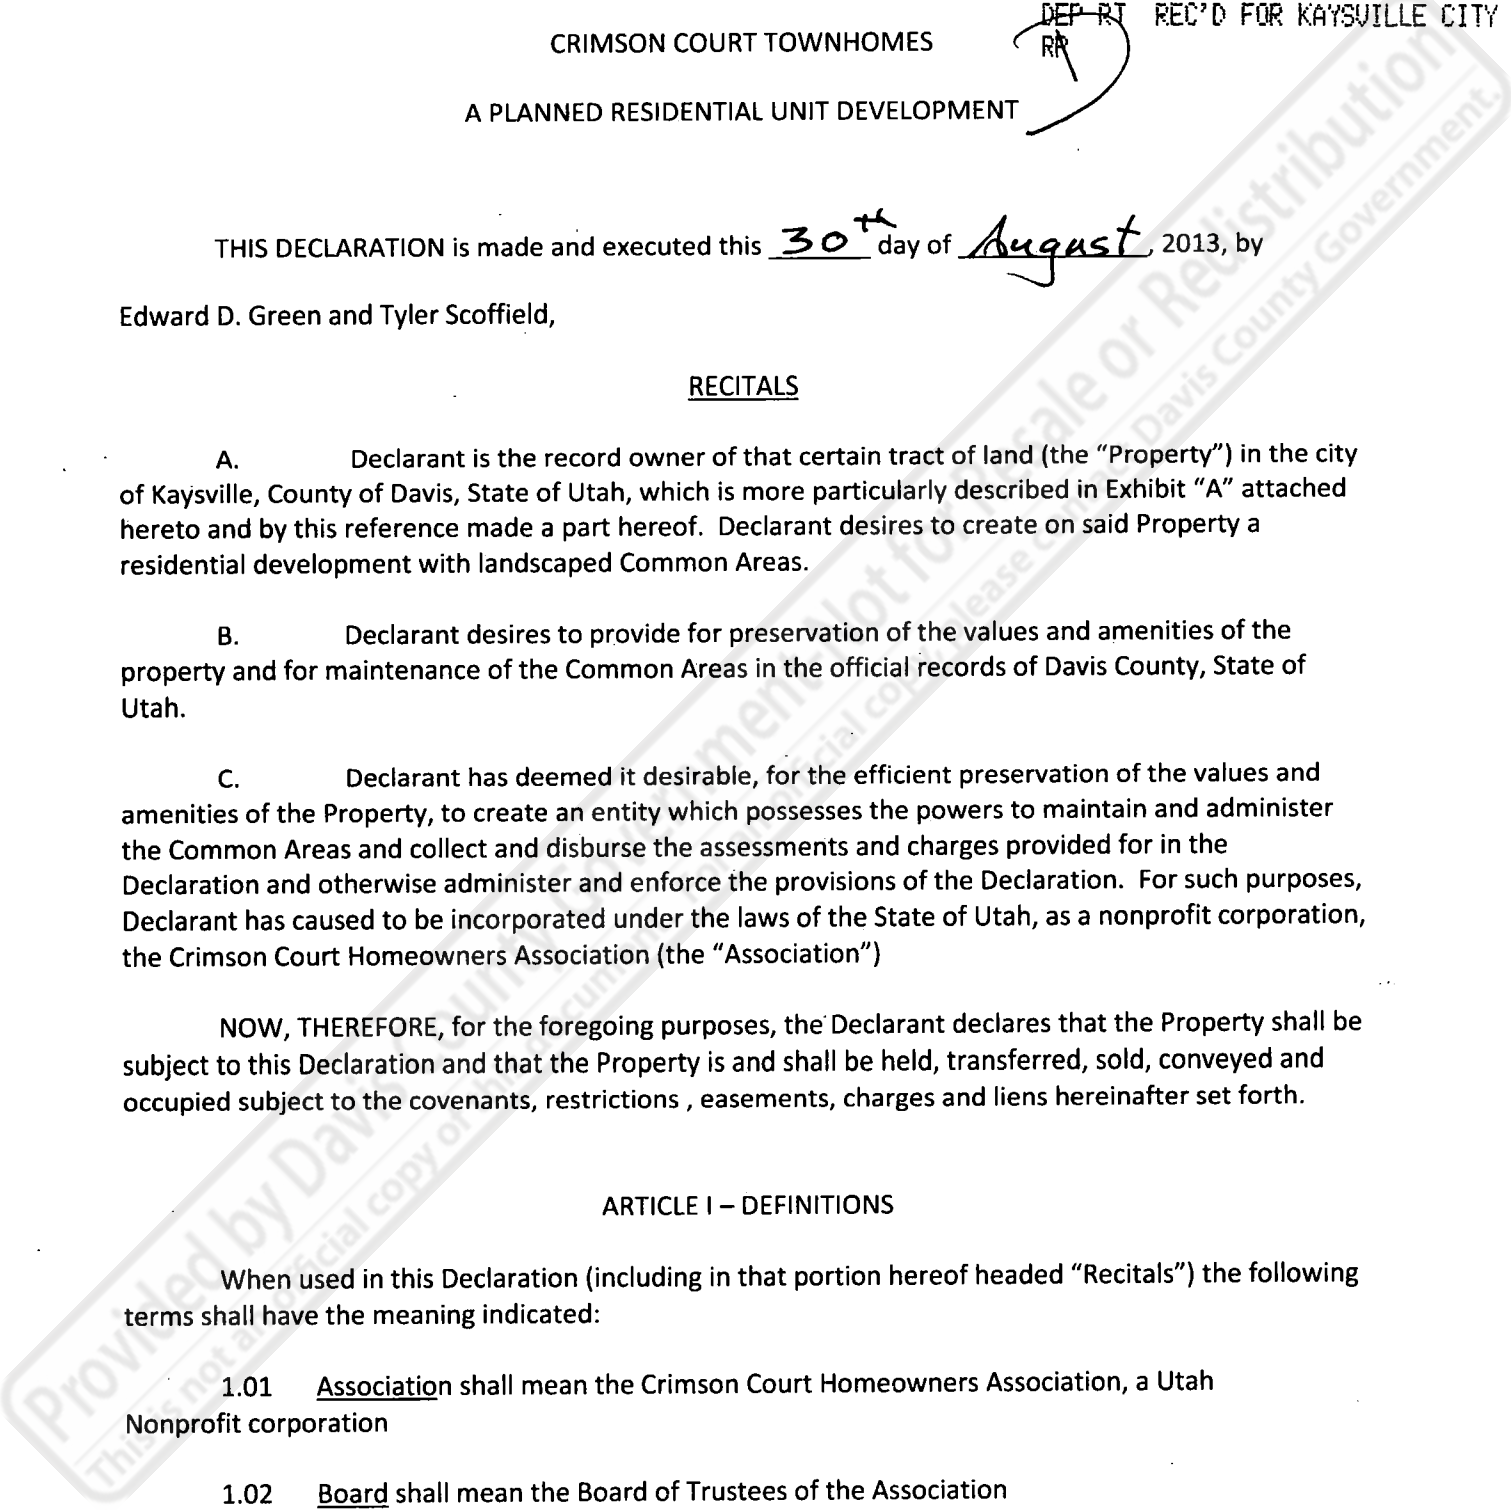 DEP RT REC'D FOR KAYSVILLE CITY
CRIMSON COURT TOWNHOMES
A PLANNED RESIDENTIAL UNIT DEVELOPMENT
THIS DECLARATION is made and executed this 30th day of August, 2013, by
Edward D. Green and Tyler Scoffield,
RECITALS
A. Declarant is the record owner of that certain tract of land (the “Property”) in the city
of Kaysville, County of Davis, State of Utah, which is more particularly described in Exhibit “A” attached
hereto and by this reference made a part hereof. Declarant desires to create on said Property a
residential development with landscaped Common Areas.
B. Declarant desires to provide for preservation of the values and amenities of the
property and for maintenance of the Common Areas in the official records of Davis County, State of
Utah.
C. Declarant has deemed it desirable, for the efficient preservation of the values and
amenities of the Property, to create an entity which possesses the powers to maintain and administer
the Common Areas and collect and disburse the assessments and charges provided for in the
Declaration and otherwise administer and enforce the provisions of the Declaration. For such purposes,
Declarant has caused to be incorporated under the laws of the State of Utah, as a nonprofit corporation,
the Crimson Court Homeowners Association (the “Association”)
NOW, THEREFORE, for the foregoing purposes, the Declarant declares that the Property shall be
subject to this Declaration and that the Property is and shall be held, transferred, sold, conveyed and
occupied subject to the covenants, restrictions , easements, charges and liens hereinafter set forth.
ARTICLE I – DEFINITIONS
When used in this Declaration (including in that portion hereof headed “Recitals”) the following
terms shall have the meaning indicated:
1.01 Association shall mean the Crimson Court Homeowners Association, a Utah
Nonprofit corporation
1.02 Board shall mean the Board of Trustees of the Association
Provided by Davis County Government-Not for Resale or Redistribution
This is not an official copy of this document. For an official copy, please contact Davis County Government.